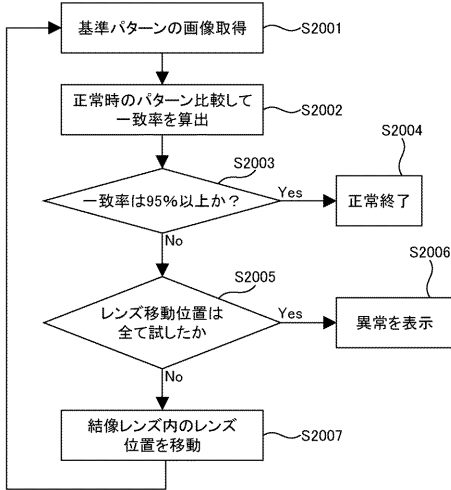 基準パターンの画像取得
S2001
正常時のパターン比較して
一致率を算出
S2002
S2003
S2004
一致率は95%以上か?
Yes
正常終了
No
S2005
S2006
レンズ移動位置は
全て試したか
Yes
異常を表示
No
結像レンズ内のレンズ
位置を移動
S2007